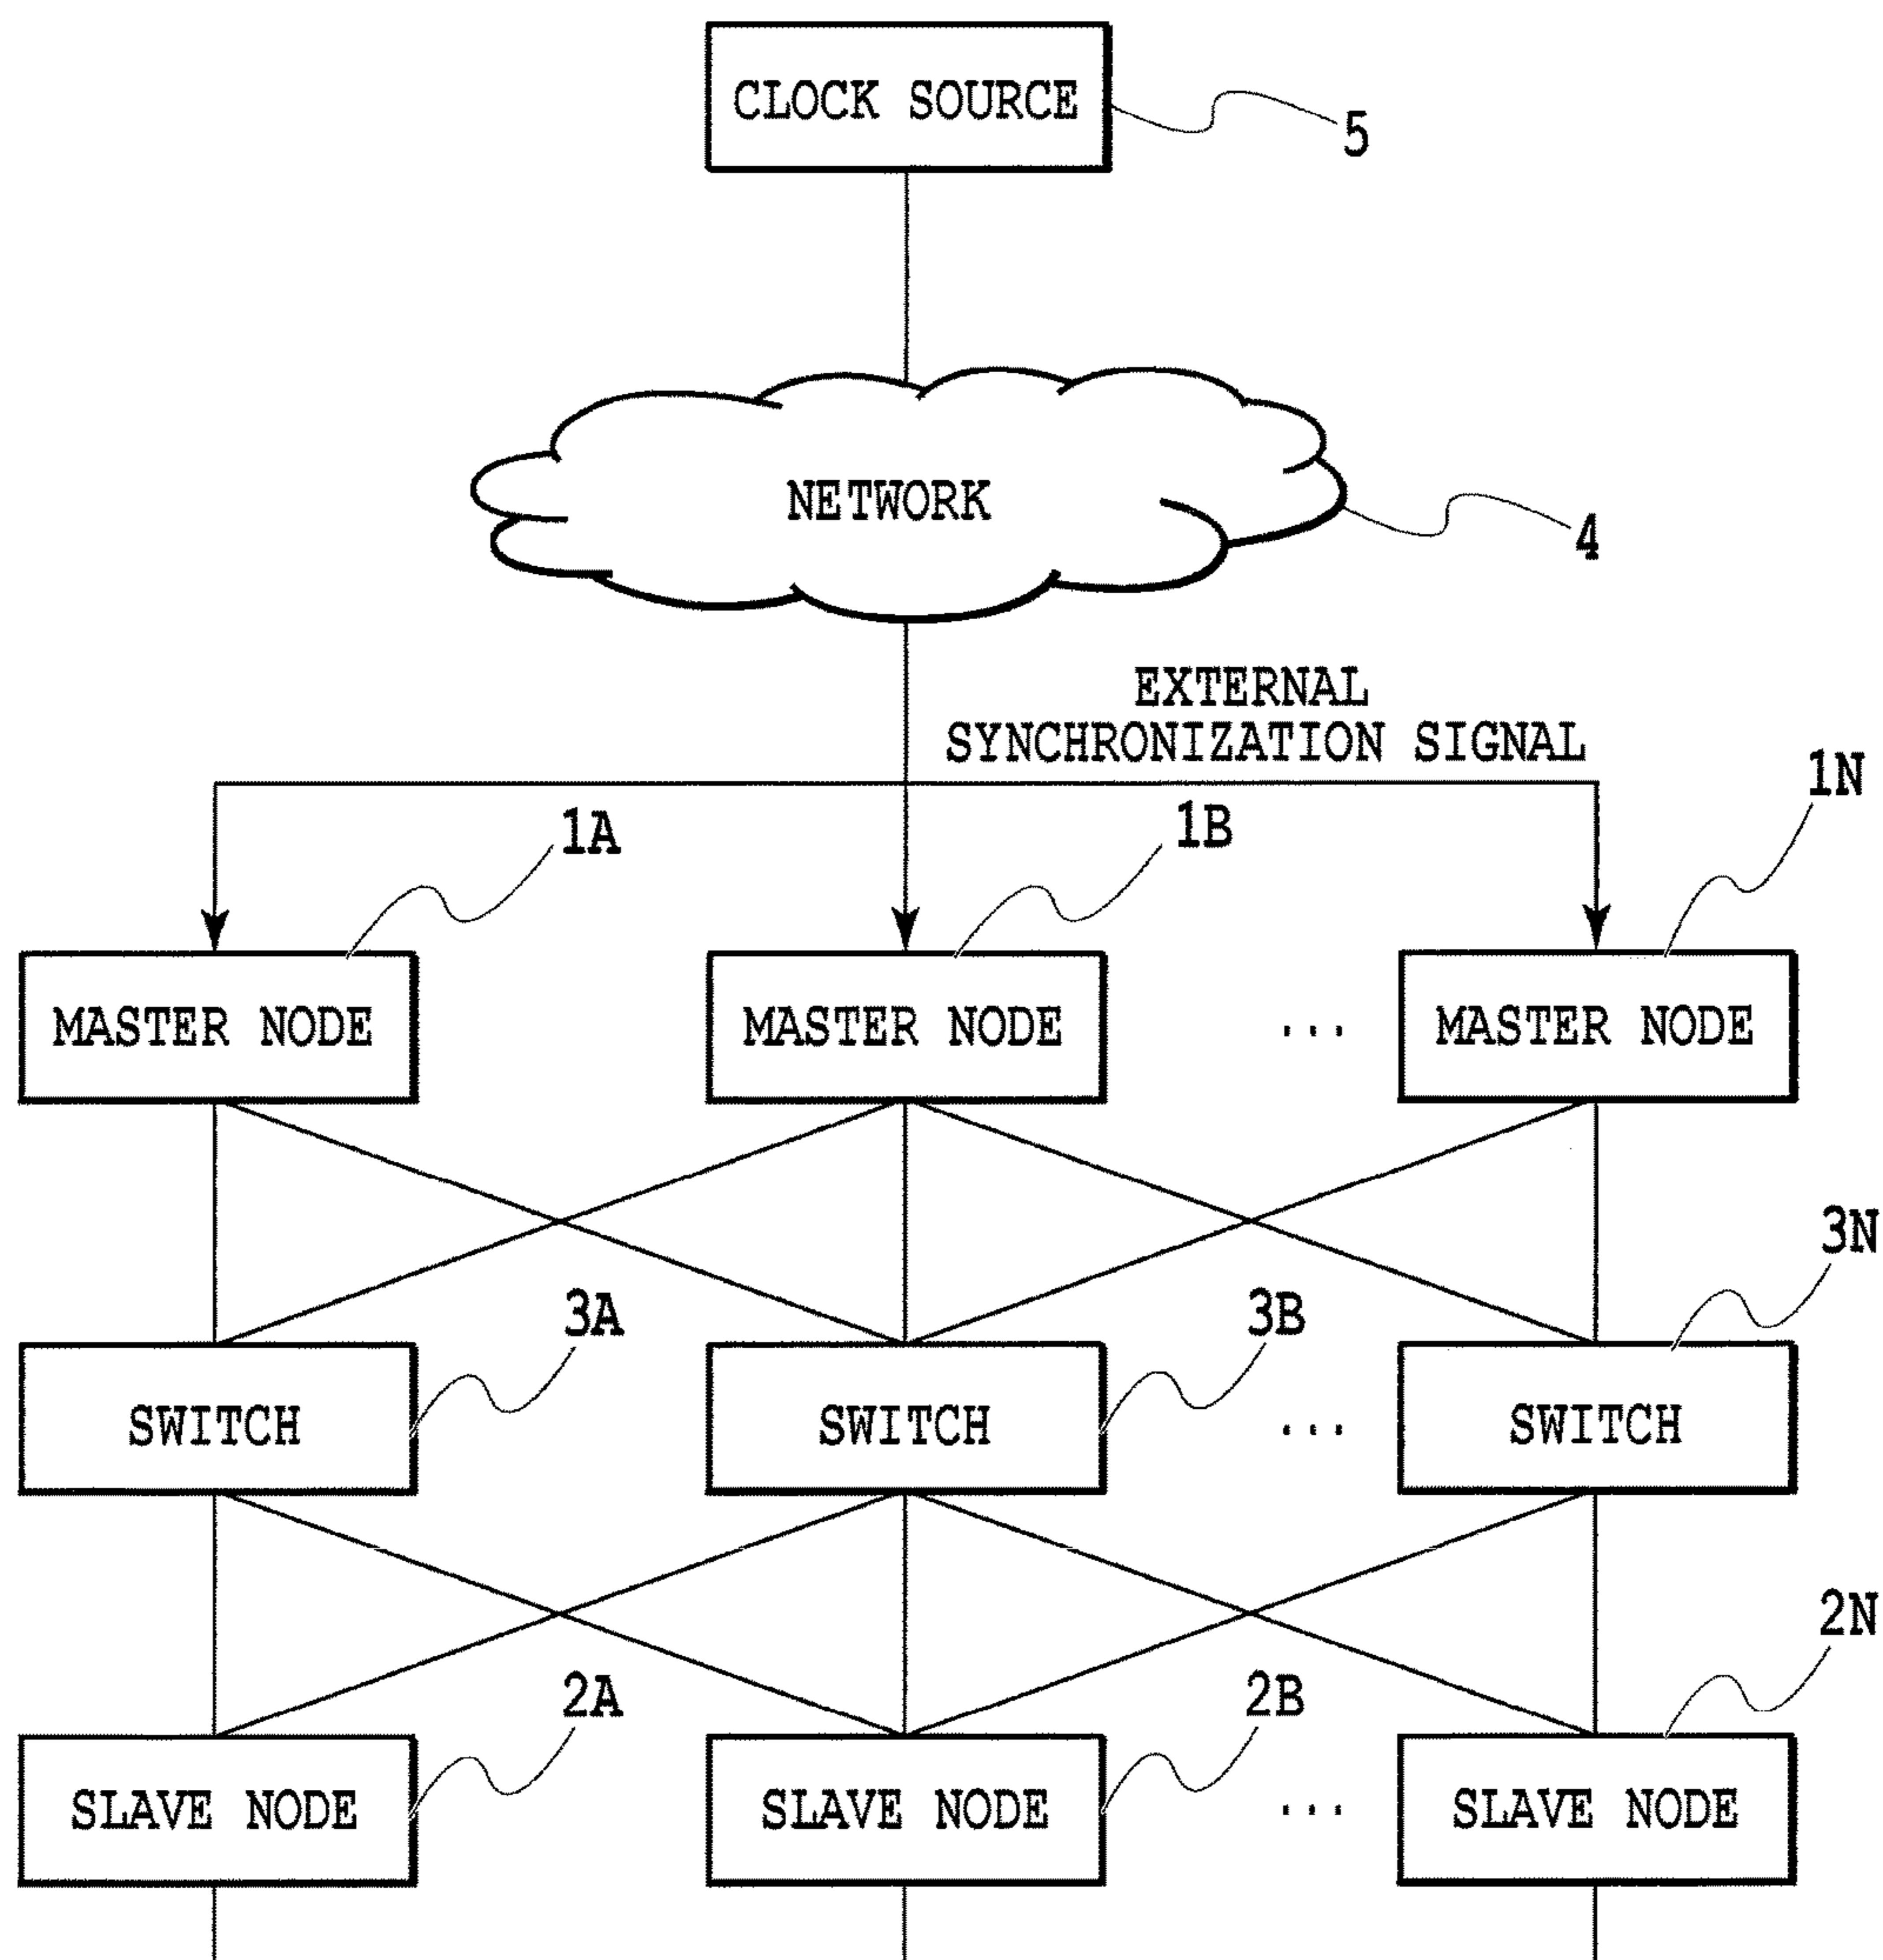 CLOCK SOURCE
5
NETWORK
4
EXTERNAL
SYNCHRONIZATION SIGNAL
1A
1B
1N
MASTER NODE
MASTER NODE
...
MASTER NODE
3A
3B
3N
SWITCH
SWITCH
...
SWITCH
2A
2B
2N
SLAVE NODE
SLAVE NODE
...
SLAVE NODE